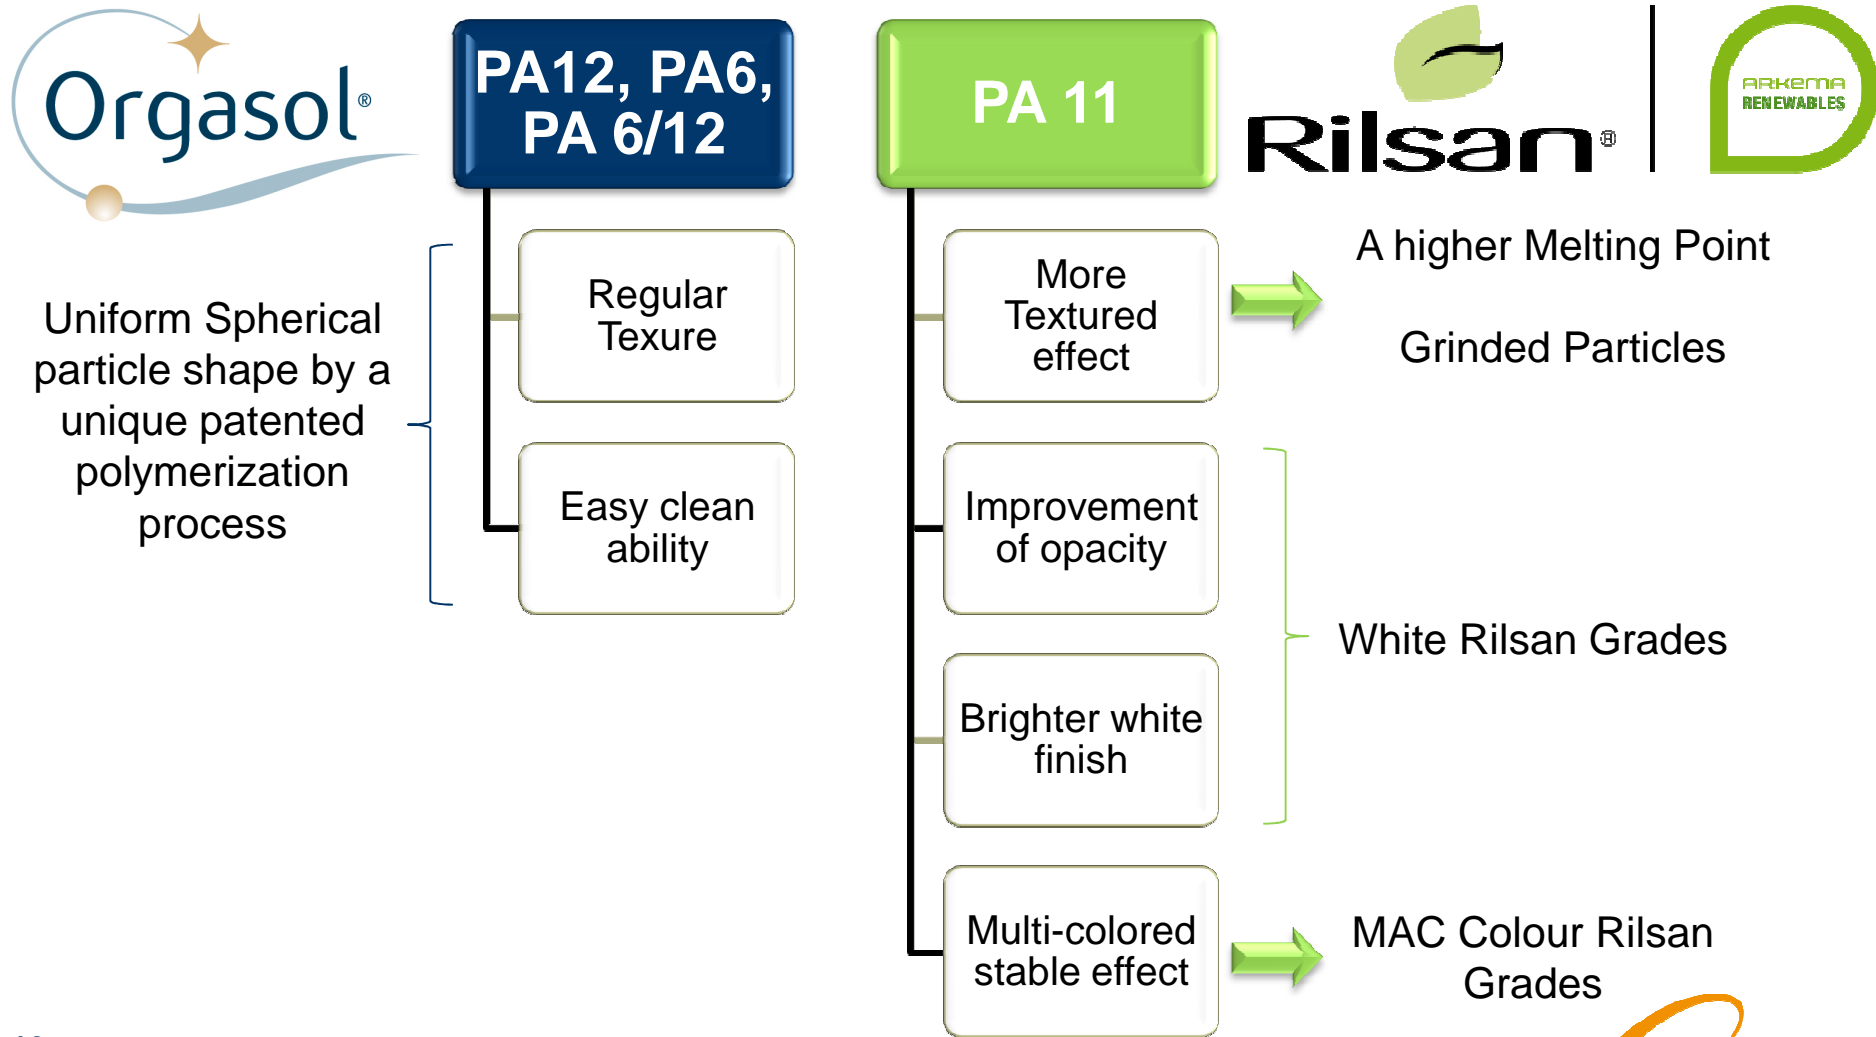 Orgasol®
PA12, PA6,
PA 6/12
PA 11
Rilsan®
ARKEMA
RENEWABLES
Uniform Spherical
particle shape by a
unique patented
polymerization
process
Regular
Texure
Easy clean
ability
More
Textured
effect
A higher Melting Point
Grinded Particles
Improvement
of opacity
Brighter white
finish
White Rilsan Grades
Multi-colored
stable effect
MAC Colour Rilsan
Grades